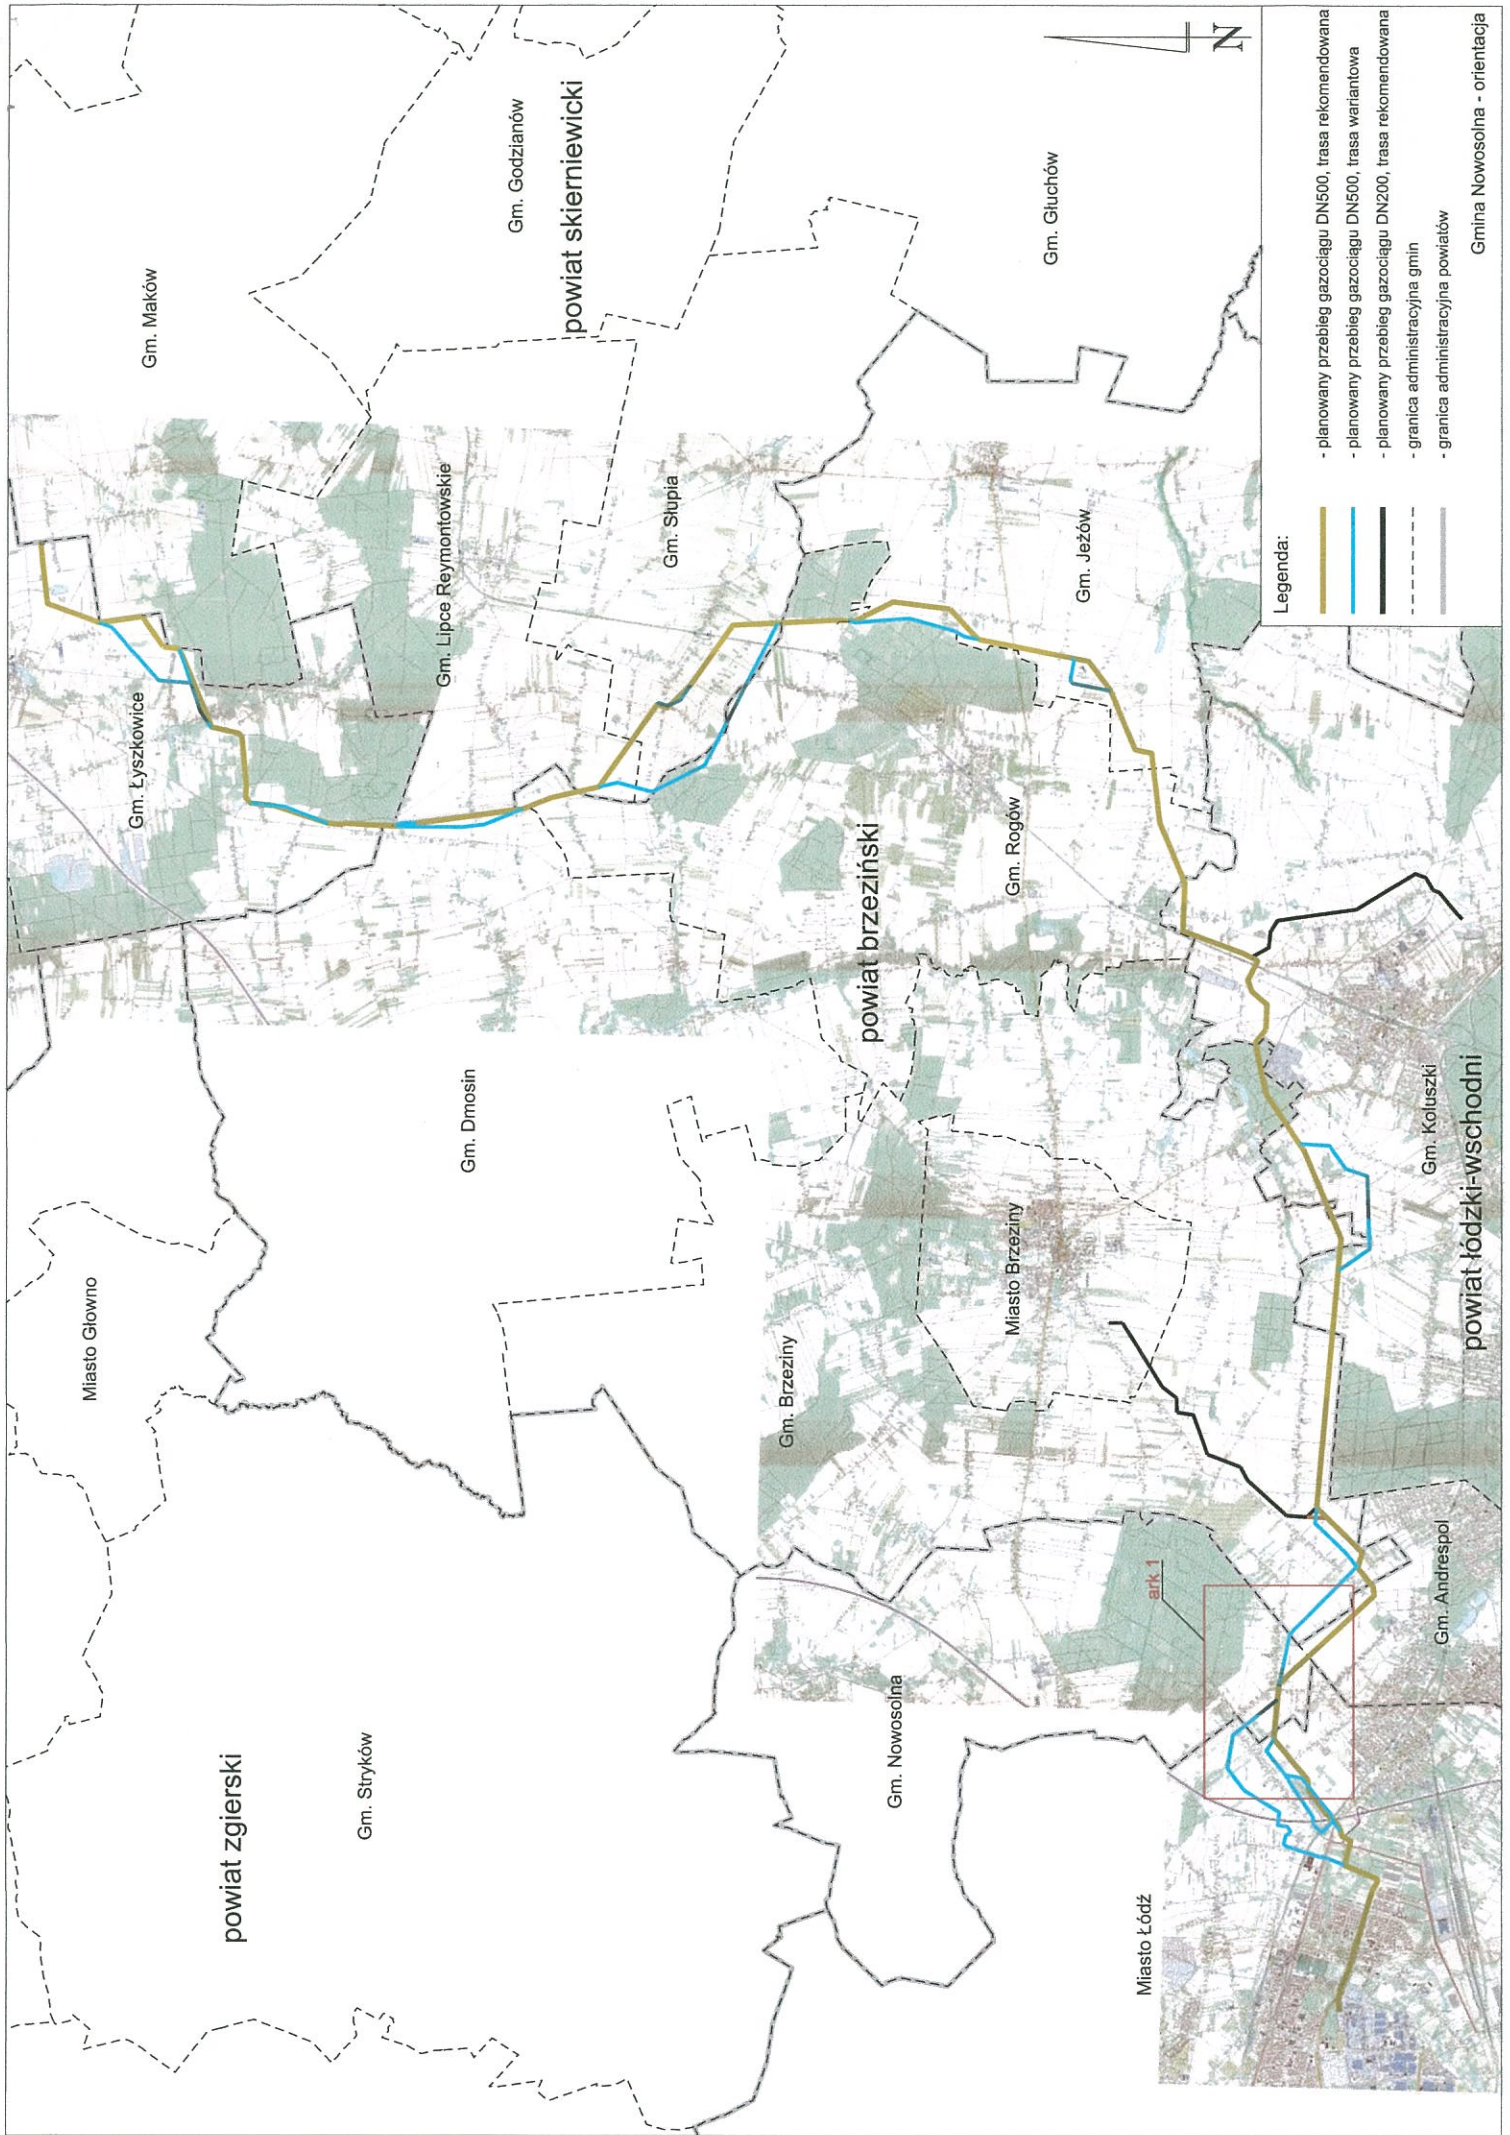 Miasto Głowno
Gm. Łyszkowice
Gm. Maków
powiat zgierski
Gm. Stryków
Gm. Dmosin
Gm. Lipce Reymontowskie
Gm. Godzianów
powiat skierniewicki
Gm. Słupia
Gm. Brzeziny
powiat brzeziński
Gm. Nowosolna
Miasto Brzeziny
Gm. Rogów
Gm. Jeżów
Gm. Głuchów
Miasto Łódź
ark 1
Gm. Andrespol
Gm. Koluszki
powiat łódzki-wschodni
N
Legenda:
- planowany przebieg gazociągu DN500, trasa rekomendowana
- planowany przebieg gazociągu DN500, trasa wariantowa
- planowany przebieg gazociągu DN200, trasa rekomendowana
- granica administracyjna gmin
- granica administracyjna powiatów
Gmina Nowosolna - orientacja